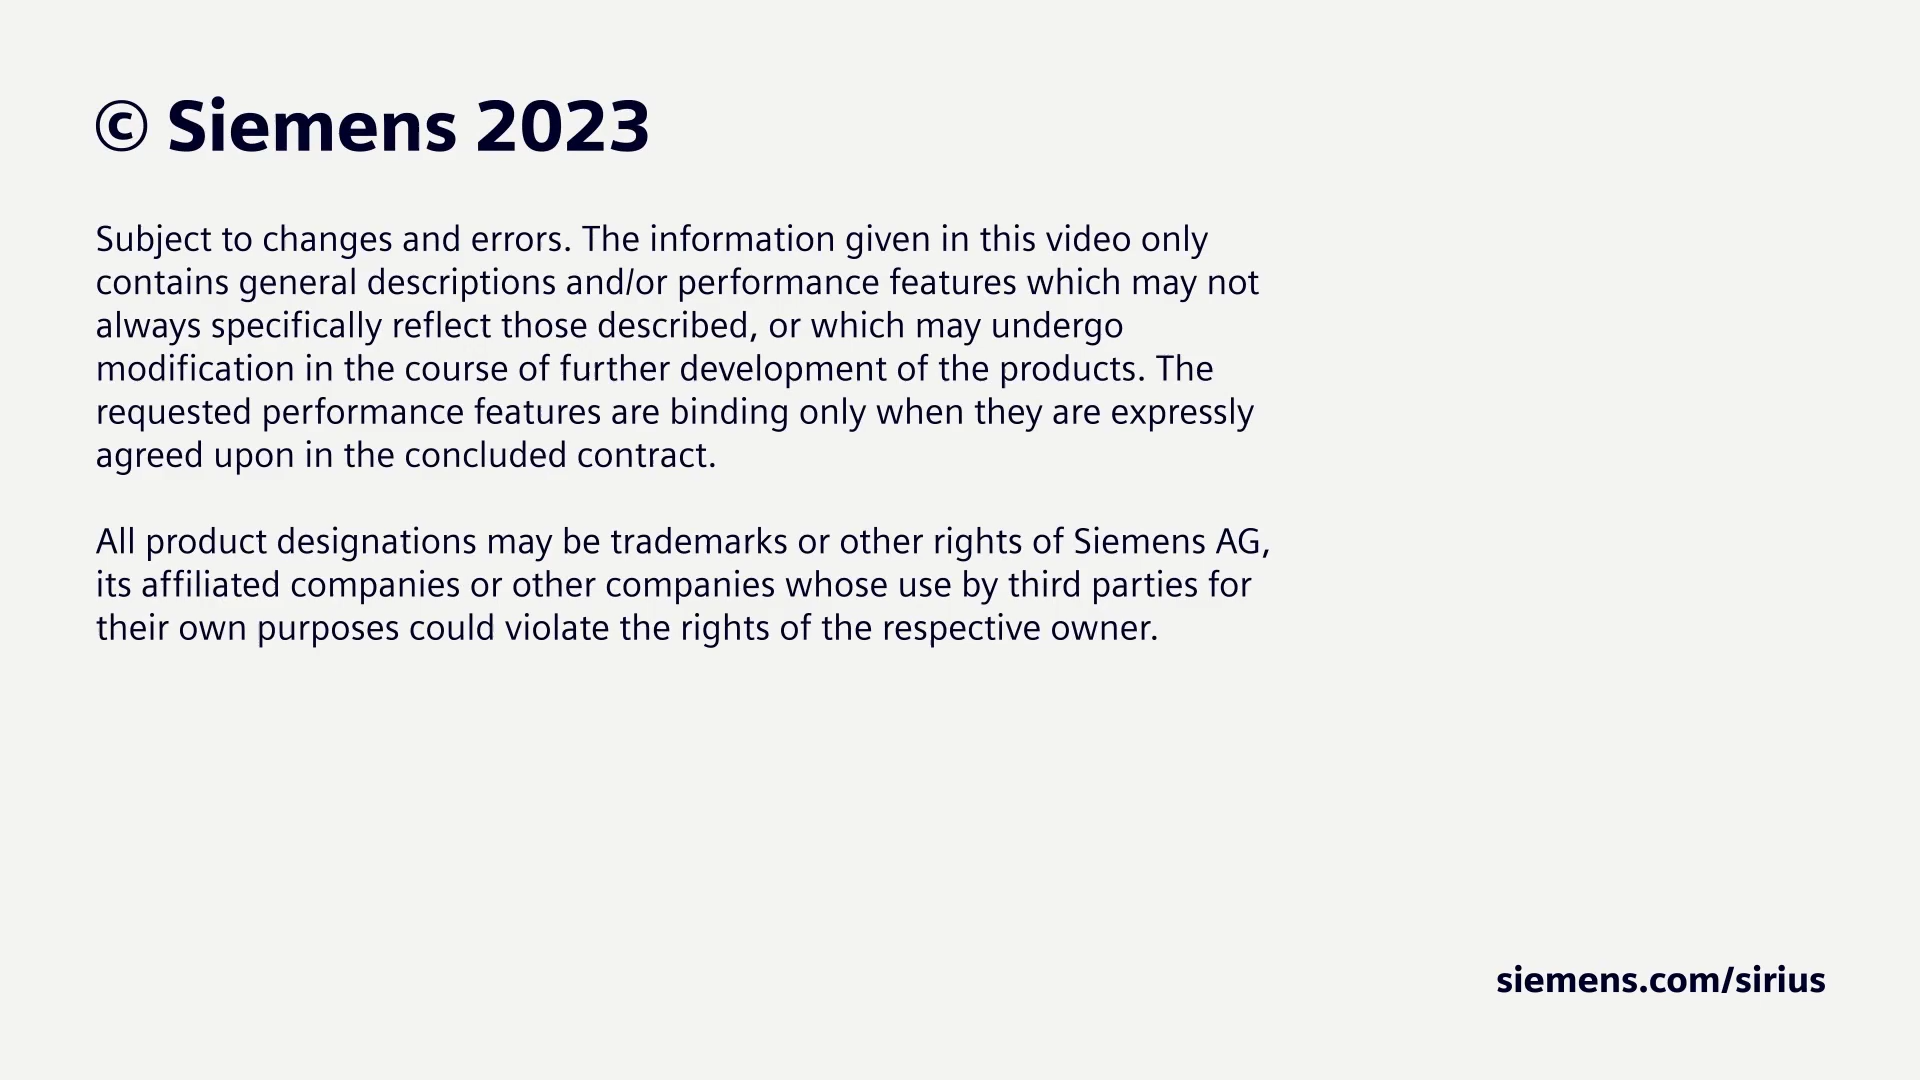 © Siemens 2023
Subject to changes and errors. The information given in this video only
contains general descriptions and/or performance features which may not
always specifically reflect those described, or which may undergo
modification in the course of further development of the products. The
requested performance features are binding only when they are expressly
agreed upon in the concluded contract.
All product designations may be trademarks or other rights of Siemens AG,
its affiliated companies or other companies whose use by third parties for
their own purposes could violate the rights of the respective owner.
siemens.com/sirius